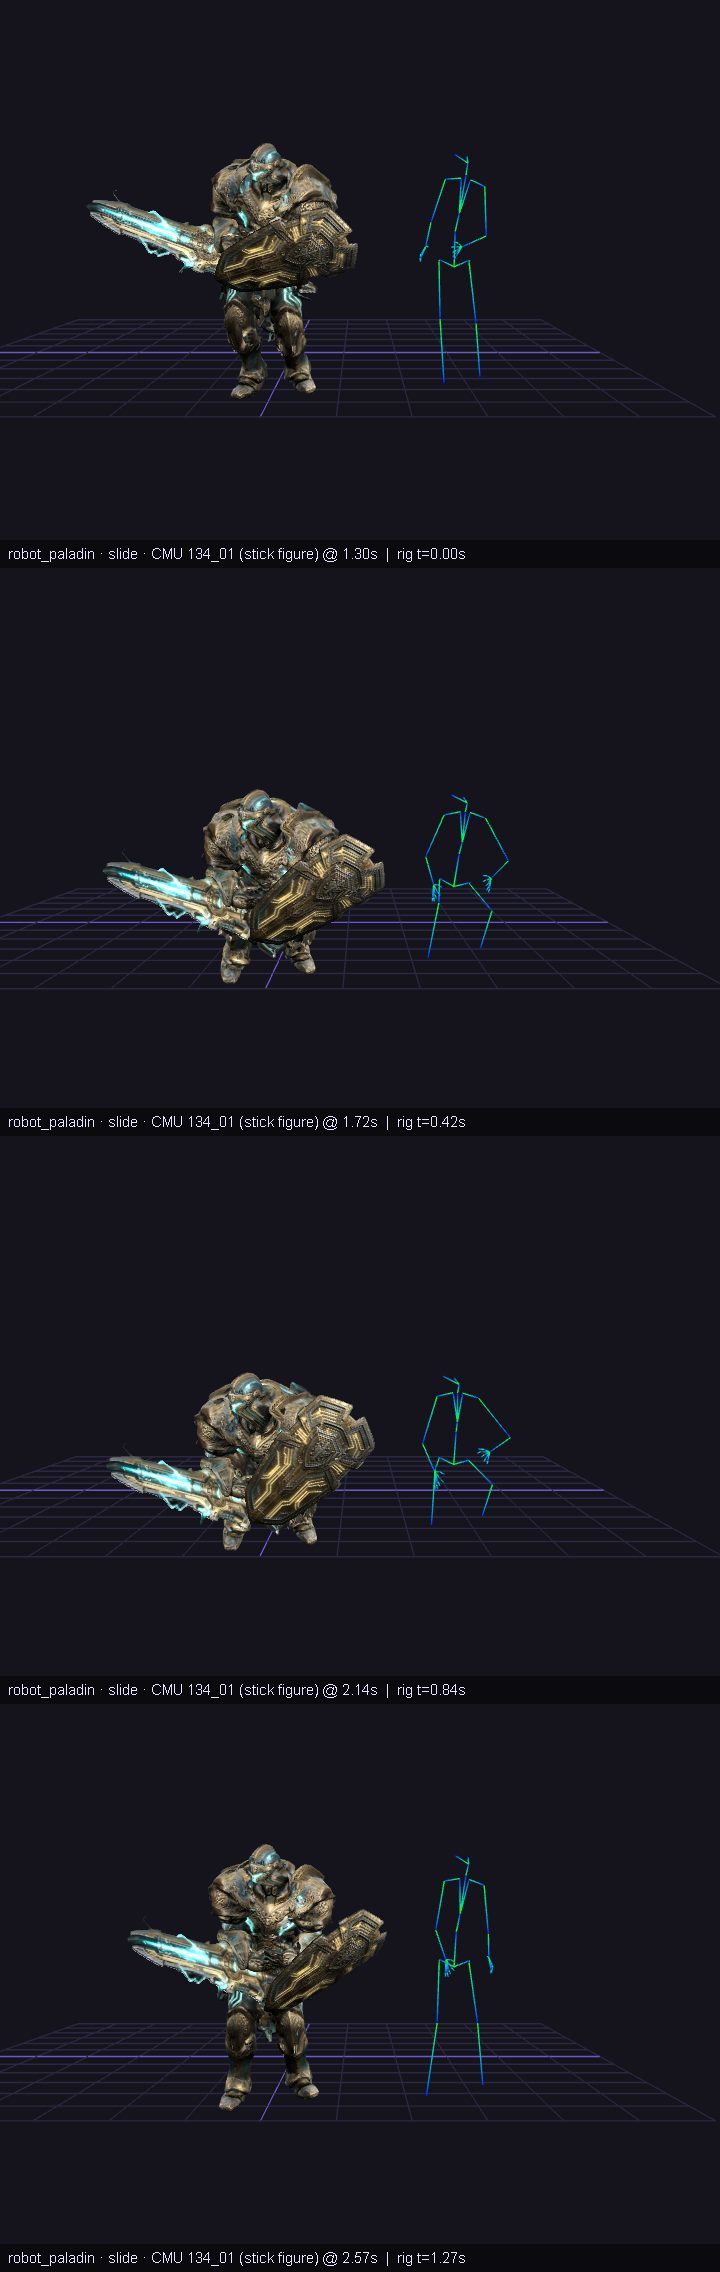 robot_paladin · slide · CMU 134_01 (stick figure) @ 1.30s | rig t=0.00s
robot_paladin · slide · CMU 134_01 (stick figure) @ 1.72s | rig t=0.42s
robot_paladin · slide · CMU 134_01 (stick figure) @ 2.14s | rig t=0.84s
robot_paladin · slide · CMU 134_01 (stick figure) @ 2.57s | rig t=1.27s